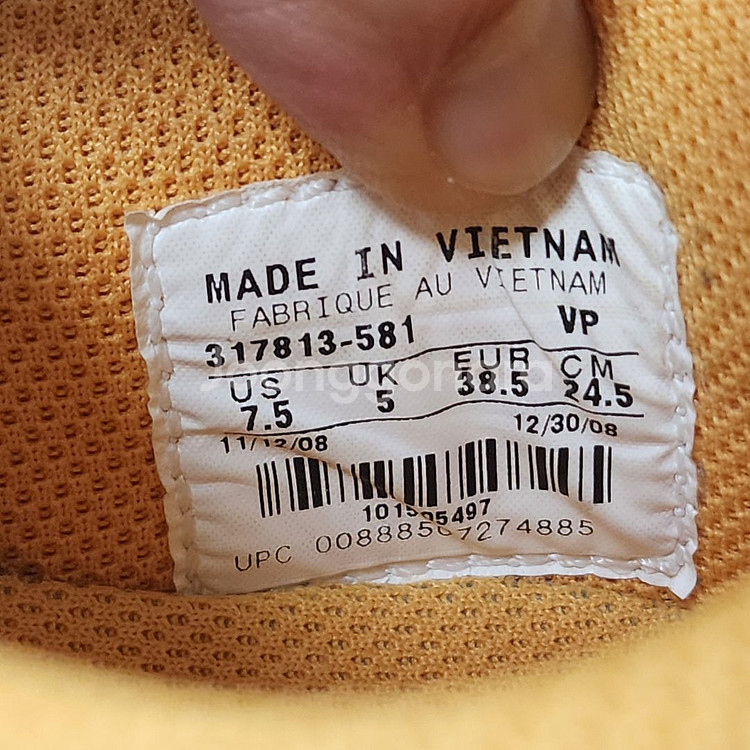 MADE IN VIETNAM
FABRIQUE AU VIETNAM
317813-581 VP
US UK EUR CM
7.5 5 38.5 24.5
11/12/08 12/30/08
UPC